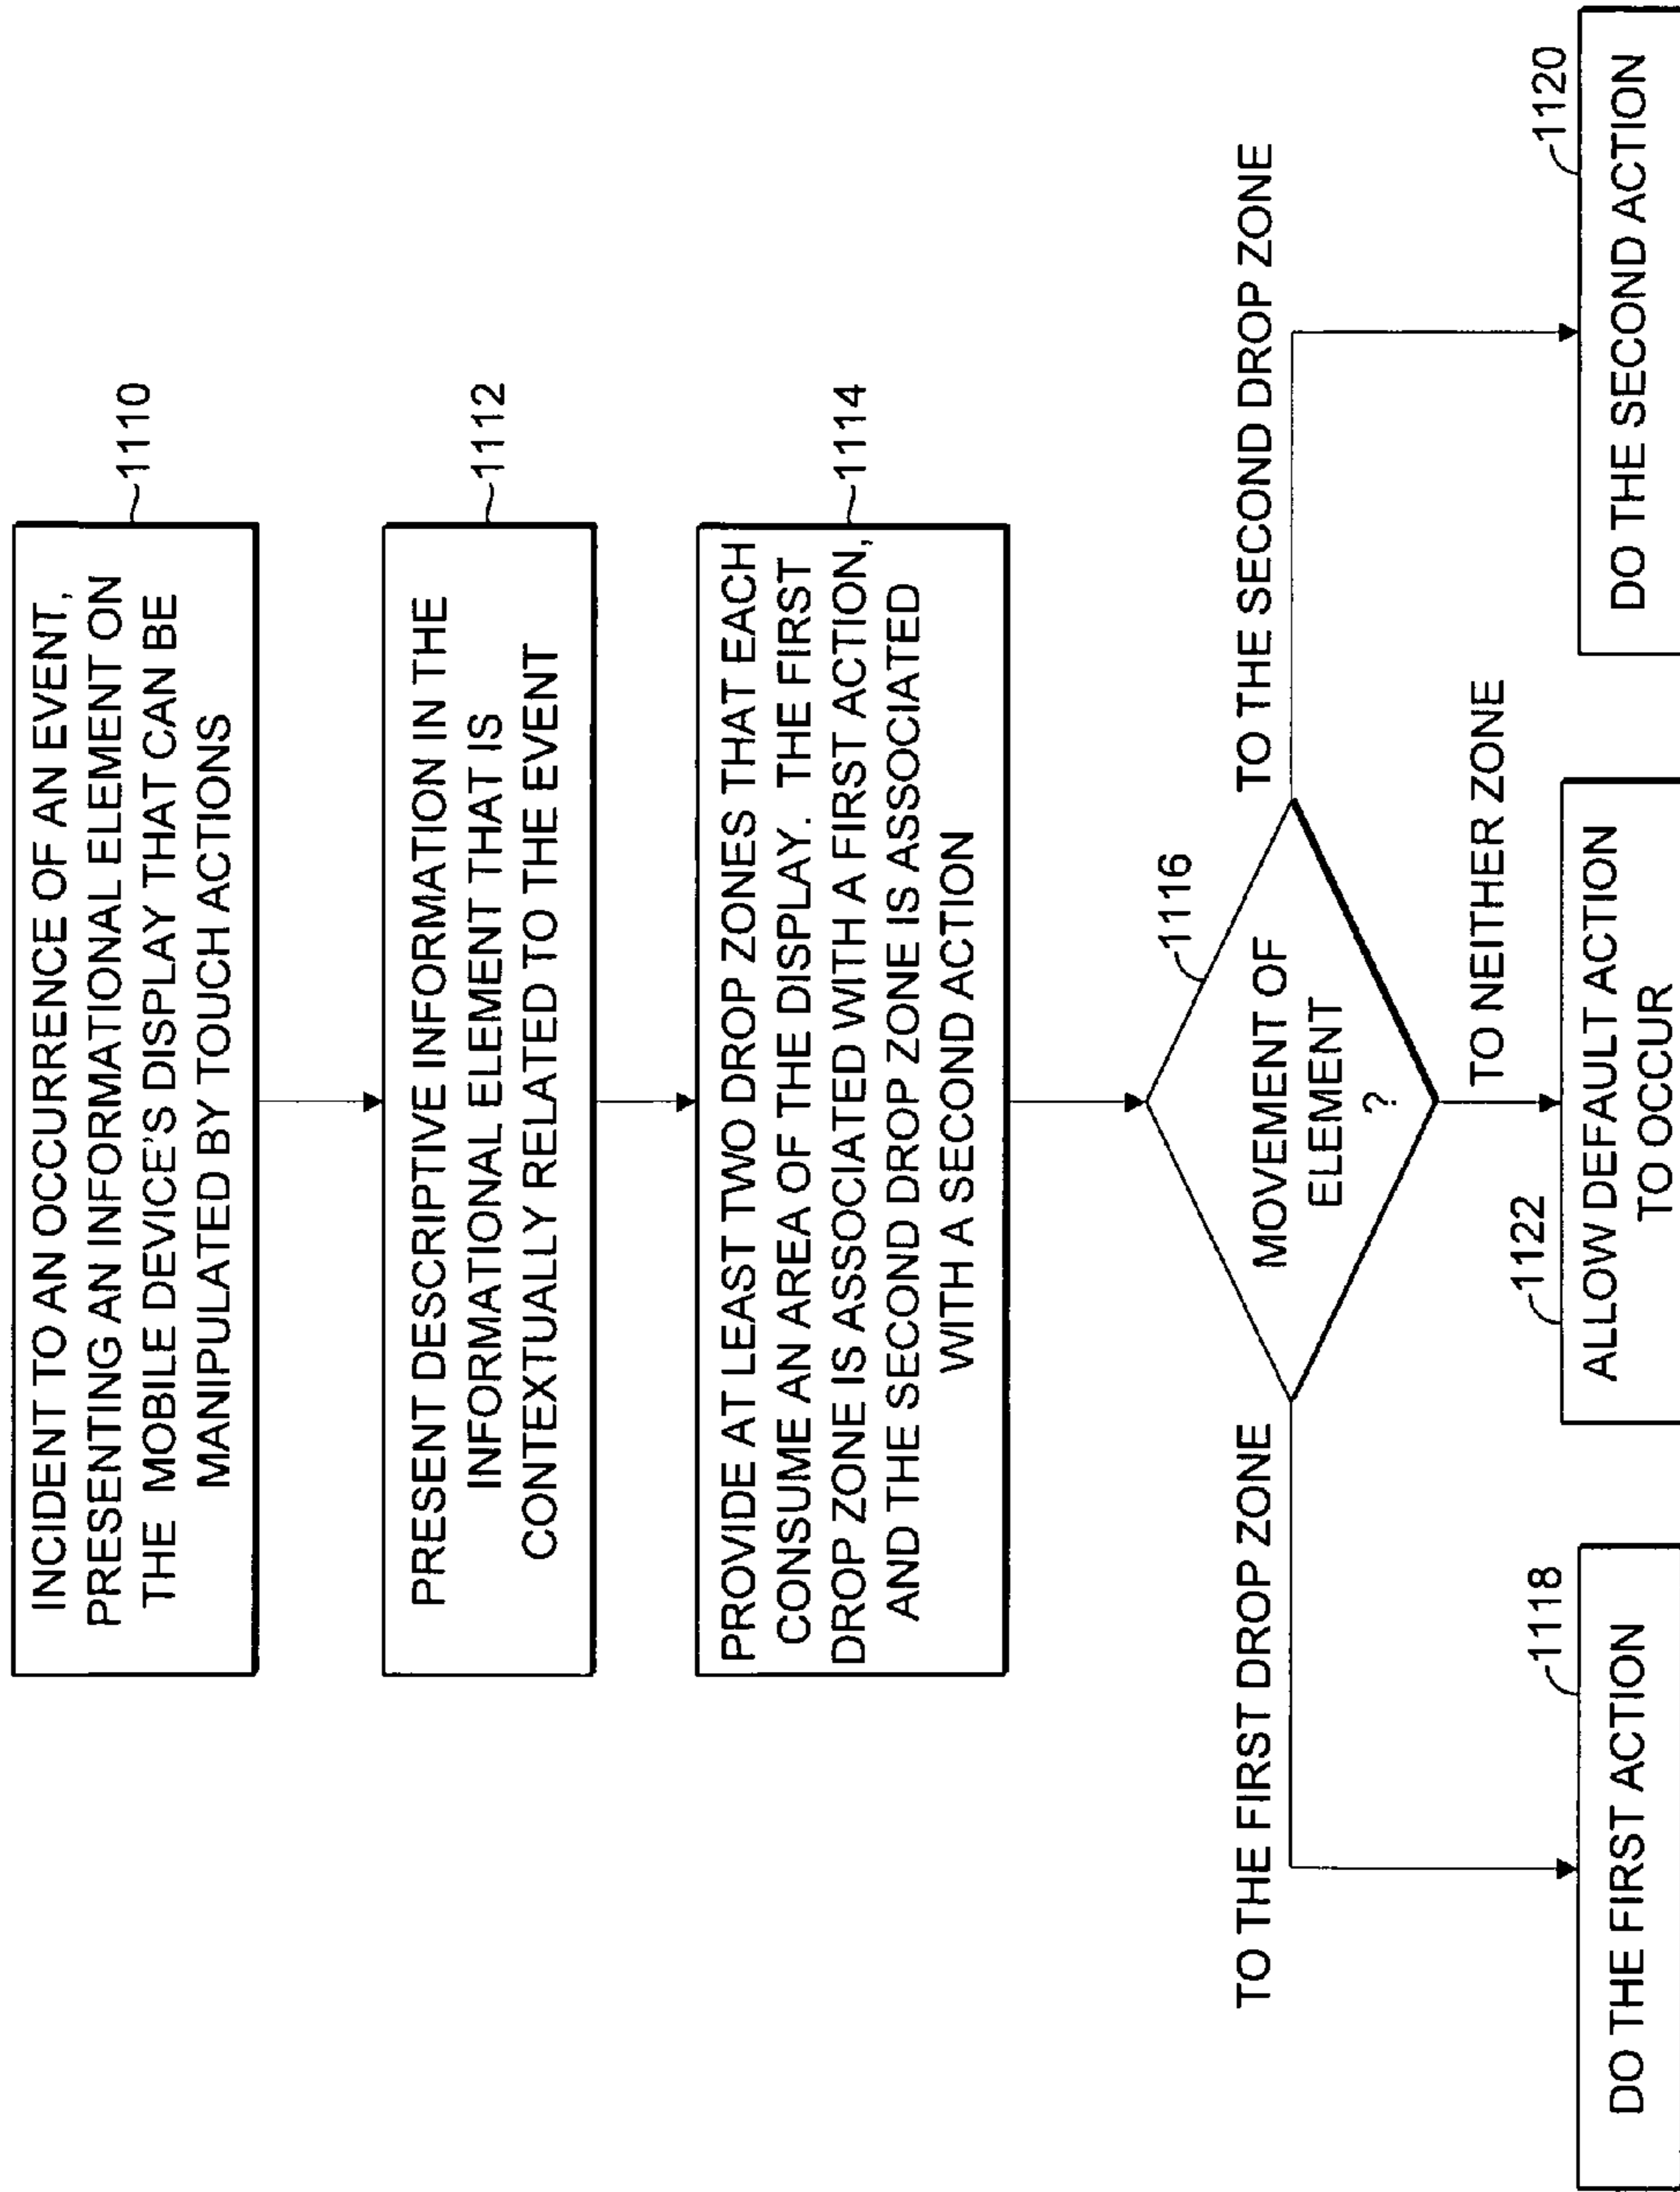 INCIDENT TO AN OCCURRENCE OF AN EVENT,
PRESENTING AN INFORMATIONAL ELEMENT ON
THE MOBILE DEVICE'S DISPLAY THAT CAN BE
MANIPULATED BY TOUCH ACTIONS
1110
PRESENT DESCRIPTIVE INFORMATION IN THE
INFORMATIONAL ELEMENT THAT IS
CONTEXTUALLY RELATED TO THE EVENT
1112
PROVIDE AT LEAST TWO DROP ZONES THAT EACH
CONSUME AN AREA OF THE DISPLAY. THE FIRST
DROP ZONE IS ASSOCIATED WITH A FIRST ACTION,
AND THE SECOND DROP ZONE IS ASSOCIATED
WITH A SECOND ACTION
1114
1116
MOVEMENT OF
ELEMENT
?
TO THE FIRST DROP ZONE
TO THE SECOND DROP ZONE
TO NEITHER ZONE
1118
DO THE FIRST ACTION
1122
ALLOW DEFAULT ACTION
TO OCCUR
1120
DO THE SECOND ACTION